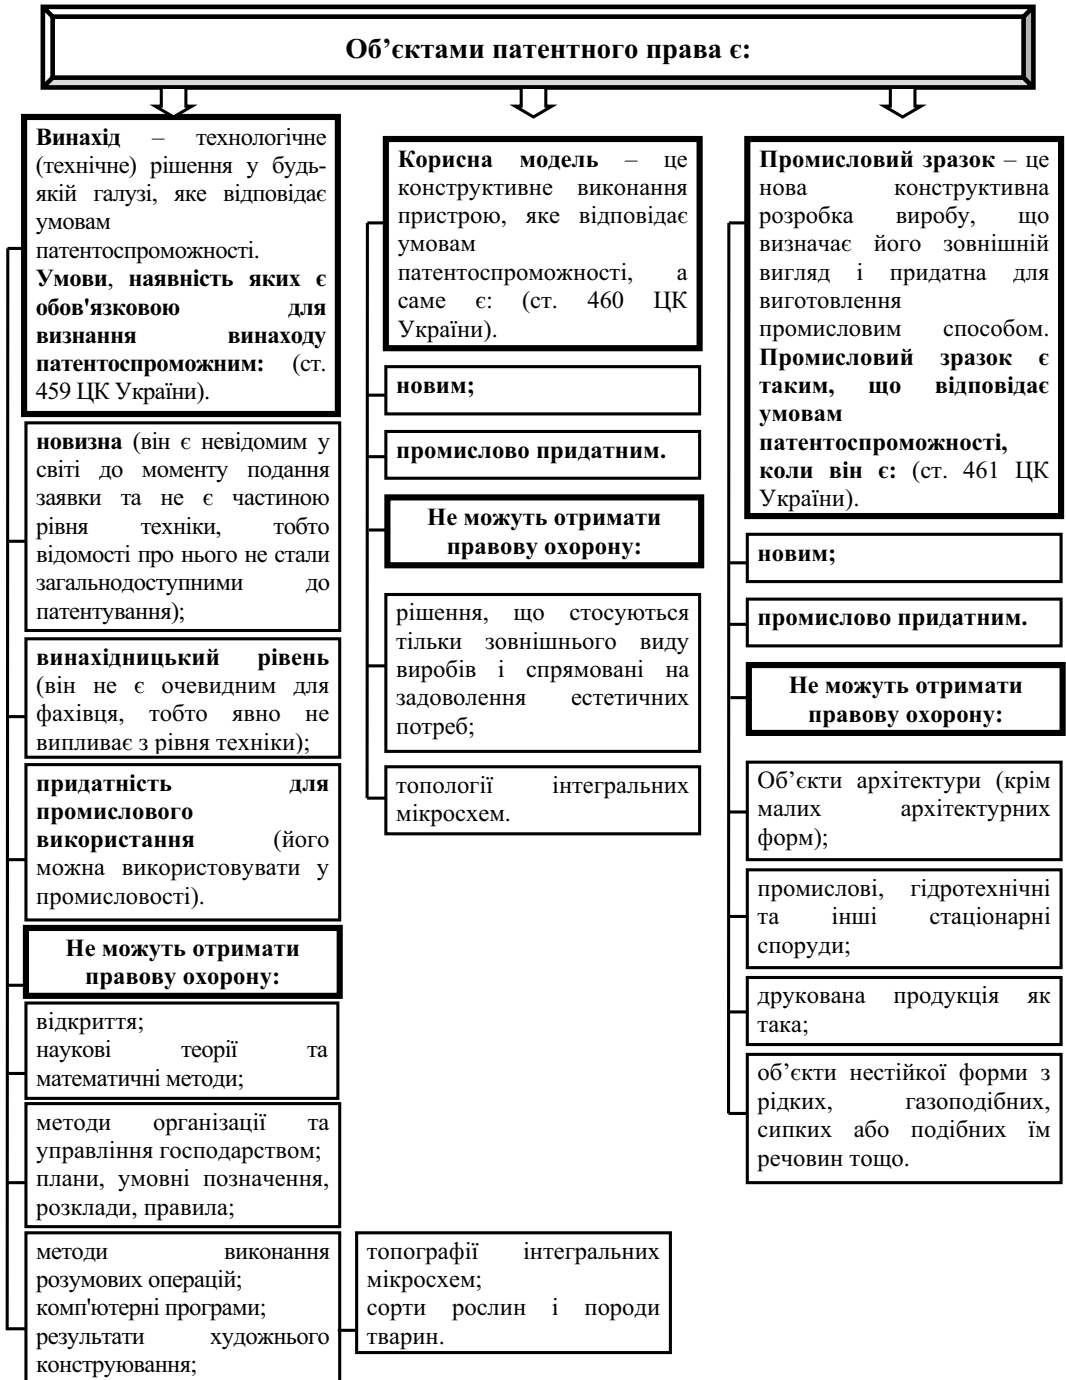 Об’єктами патентного права є:
Винахід – технологічне
(технічне) рішення у будь-
якій галузі, яке відповідає
умовам
патентоспроможності.
Умови, наявність яких є
обов'язковою для
визнання винаходу
патентоспроможним: (ст.
459 ЦК України).
новизна (він є невідомим у
світі до моменту подання
заявки та не є частиною
рівня техніки, тобто
відомості про нього не стали
загальнодоступними до
патентування);
винахідницький рівень
(він не є очевидним для
фахівця, тобто явно не
випливає з рівня техніки);
придатність для
промислового
використання (його
можна використовувати у
промисловості).
Не можуть отримати
правову охорону:
відкриття;
наукові теорії та
математичні методи;
методи організації та
управління господарством;
плани, умовні позначення,
розклади, правила;
методи виконання
розумових операцій;
комп'ютерні програми;
результати художнього
конструювання;
топографії інтегральних
мікросхем;
сорти рослин і породи
тварин.
Корисна модель – це
конструктивне виконання
пристрою, яке відповідає
умовам
патентоспроможності, а
саме є: (ст. 460 ЦК
України).
новим;
промислово придатним.
Не можуть отримати
правову охорону:
рішення, що стосуються
тільки зовнішнього виду
виробів і спрямовані на
задоволення естетичних
потреб;
топології інтегральних
мікросхем.
Промисловий зразок – це
нова конструктивна
розробка виробу, що
визначає його зовнішній
вигляд і придатна для
виготовлення
промисловим способом.
Промисловий зразок є
таким, що відповідає
умовам
патентоспроможності,
коли він є: (ст. 461 ЦК
України).
новим;
промислово придатним.
Не можуть отримати
правову охорону:
Об’єкти архітектури (крім
малих архітектурних
форм);
промислові, гідротехнічні
та інші стаціонарні
споруди;
друкована продукція як
така;
об’єкти нестійкої форми з
рідких, газоподібних,
сипких або подібних їм
речовин тощо.